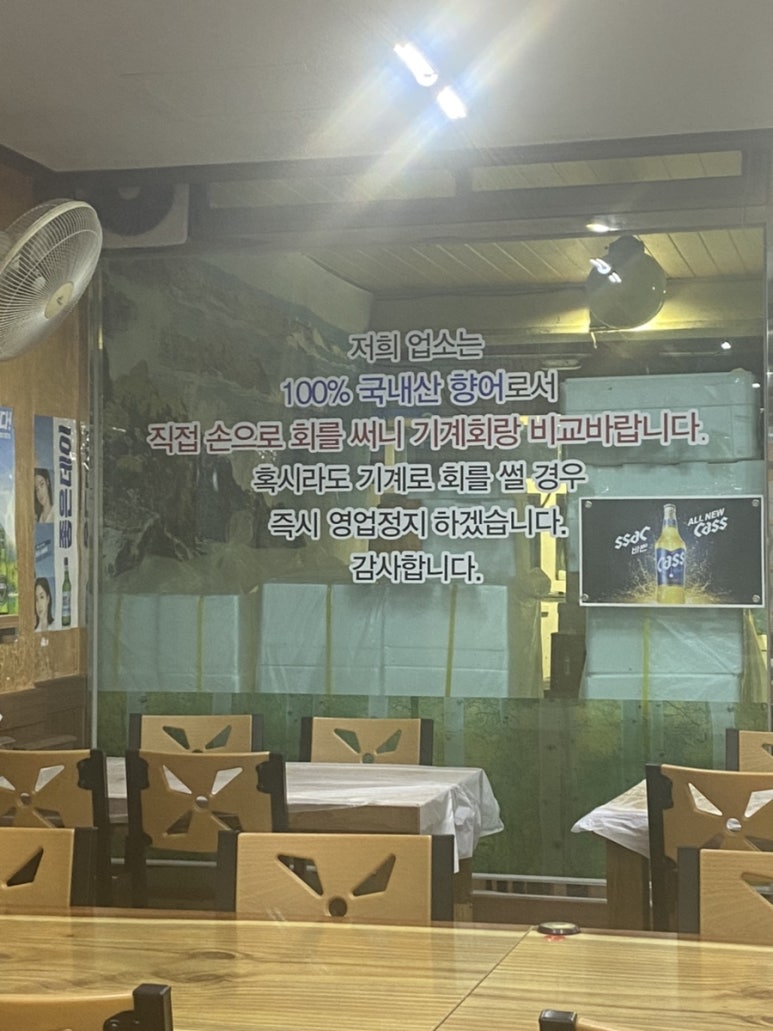 저희 업소는
100% 국내산 향어로서
직접 손으로 회를 써니 기계회랑 비교바랍니다.
혹시라도 기계로 회를 썰 경우
즉시 영업정지 하겠습니다.
감사합니다.
ssac
비번
ALL NEW
Cass
Cass